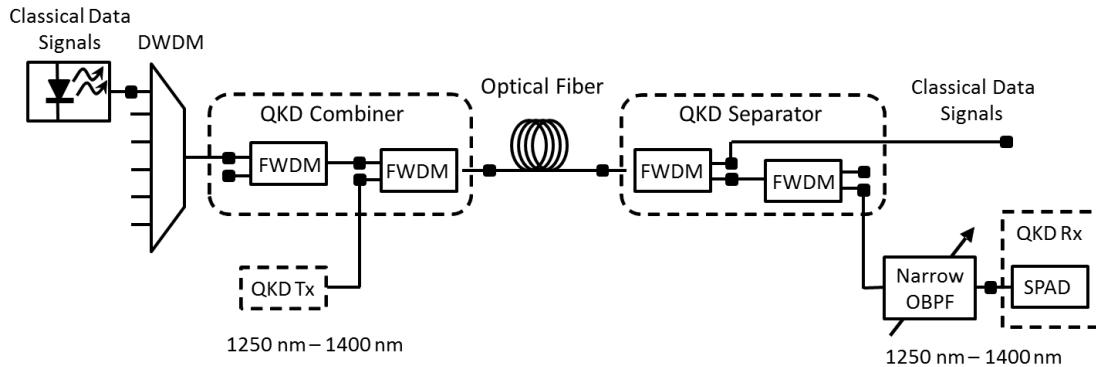 Classical Data
Signals
DWDM
QKD Combiner
FWDM
FWDM
QKD Tx
1250 nm – 1400 nm
Optical Fiber
QKD Separator
FWDM
FWDM
Classical Data
Signals
Narrow
OBPF
QKD Rx
SPAD
1250 nm – 1400 nm